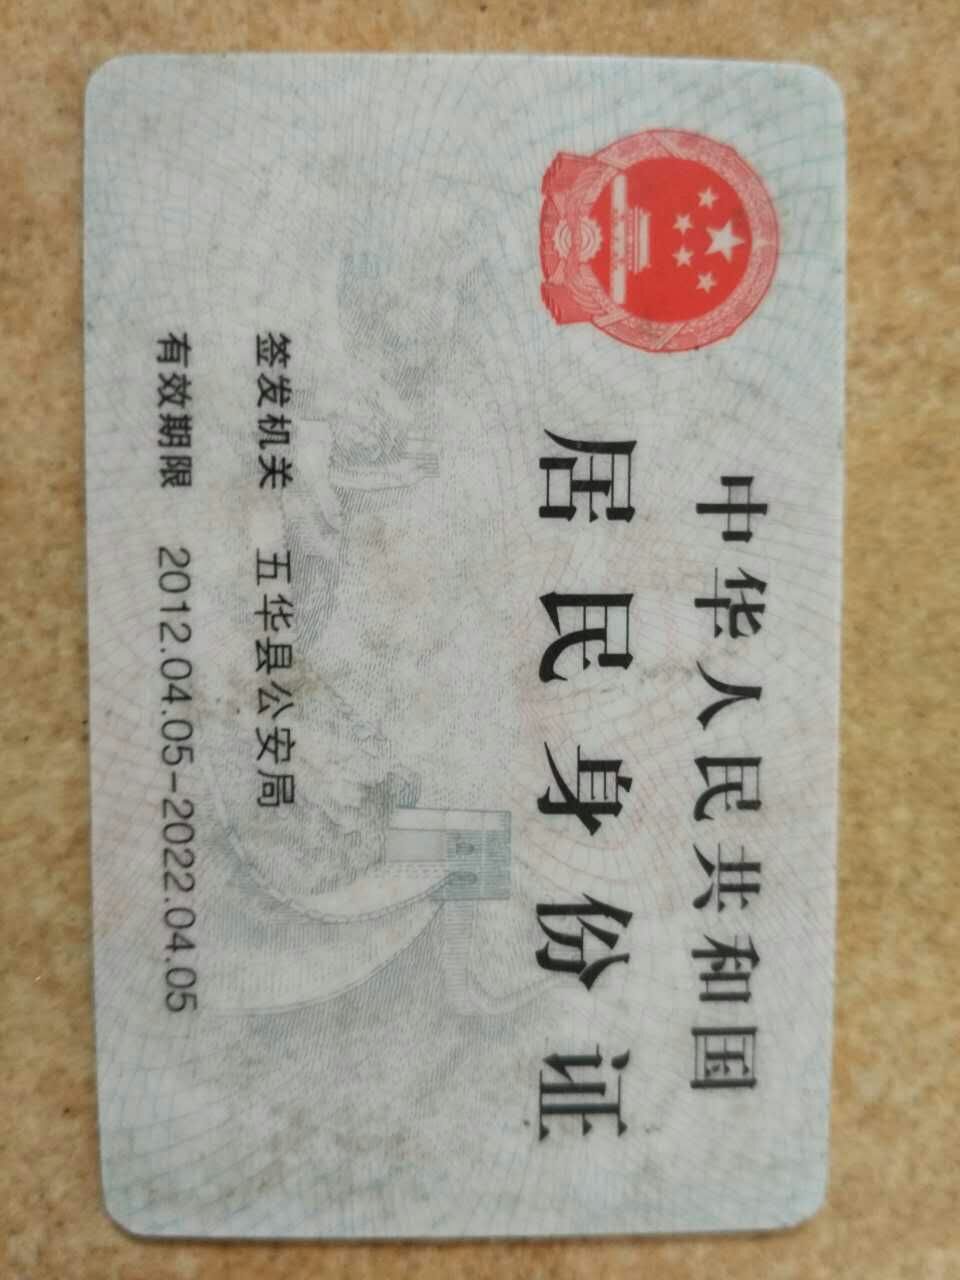 中华人民共和国
居民身份证
签发机关 五华县公安局
有效期限 2012.04.05-2022.04.05